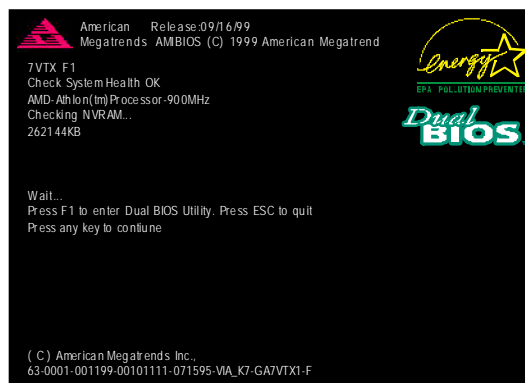 American Release:09/16/99
Megatrends AMIBIOS (C) 1999 American Megatrend
energy
EPA POLLUTION PREVENTER
Dual
BIOS
7VTX F1
Check System Health OK
AMD-Athlon(tm)Processor-900MHz
Checking NVRAM...
262144KB
Wait...
Press F1 to enter Dual BIOS Utility. Press ESC to quit
Press any key to contiune
( C) American Megatrends Inc.,
63-0001-001199-00101111-071595-VIA_K7-GA7VTX1-F